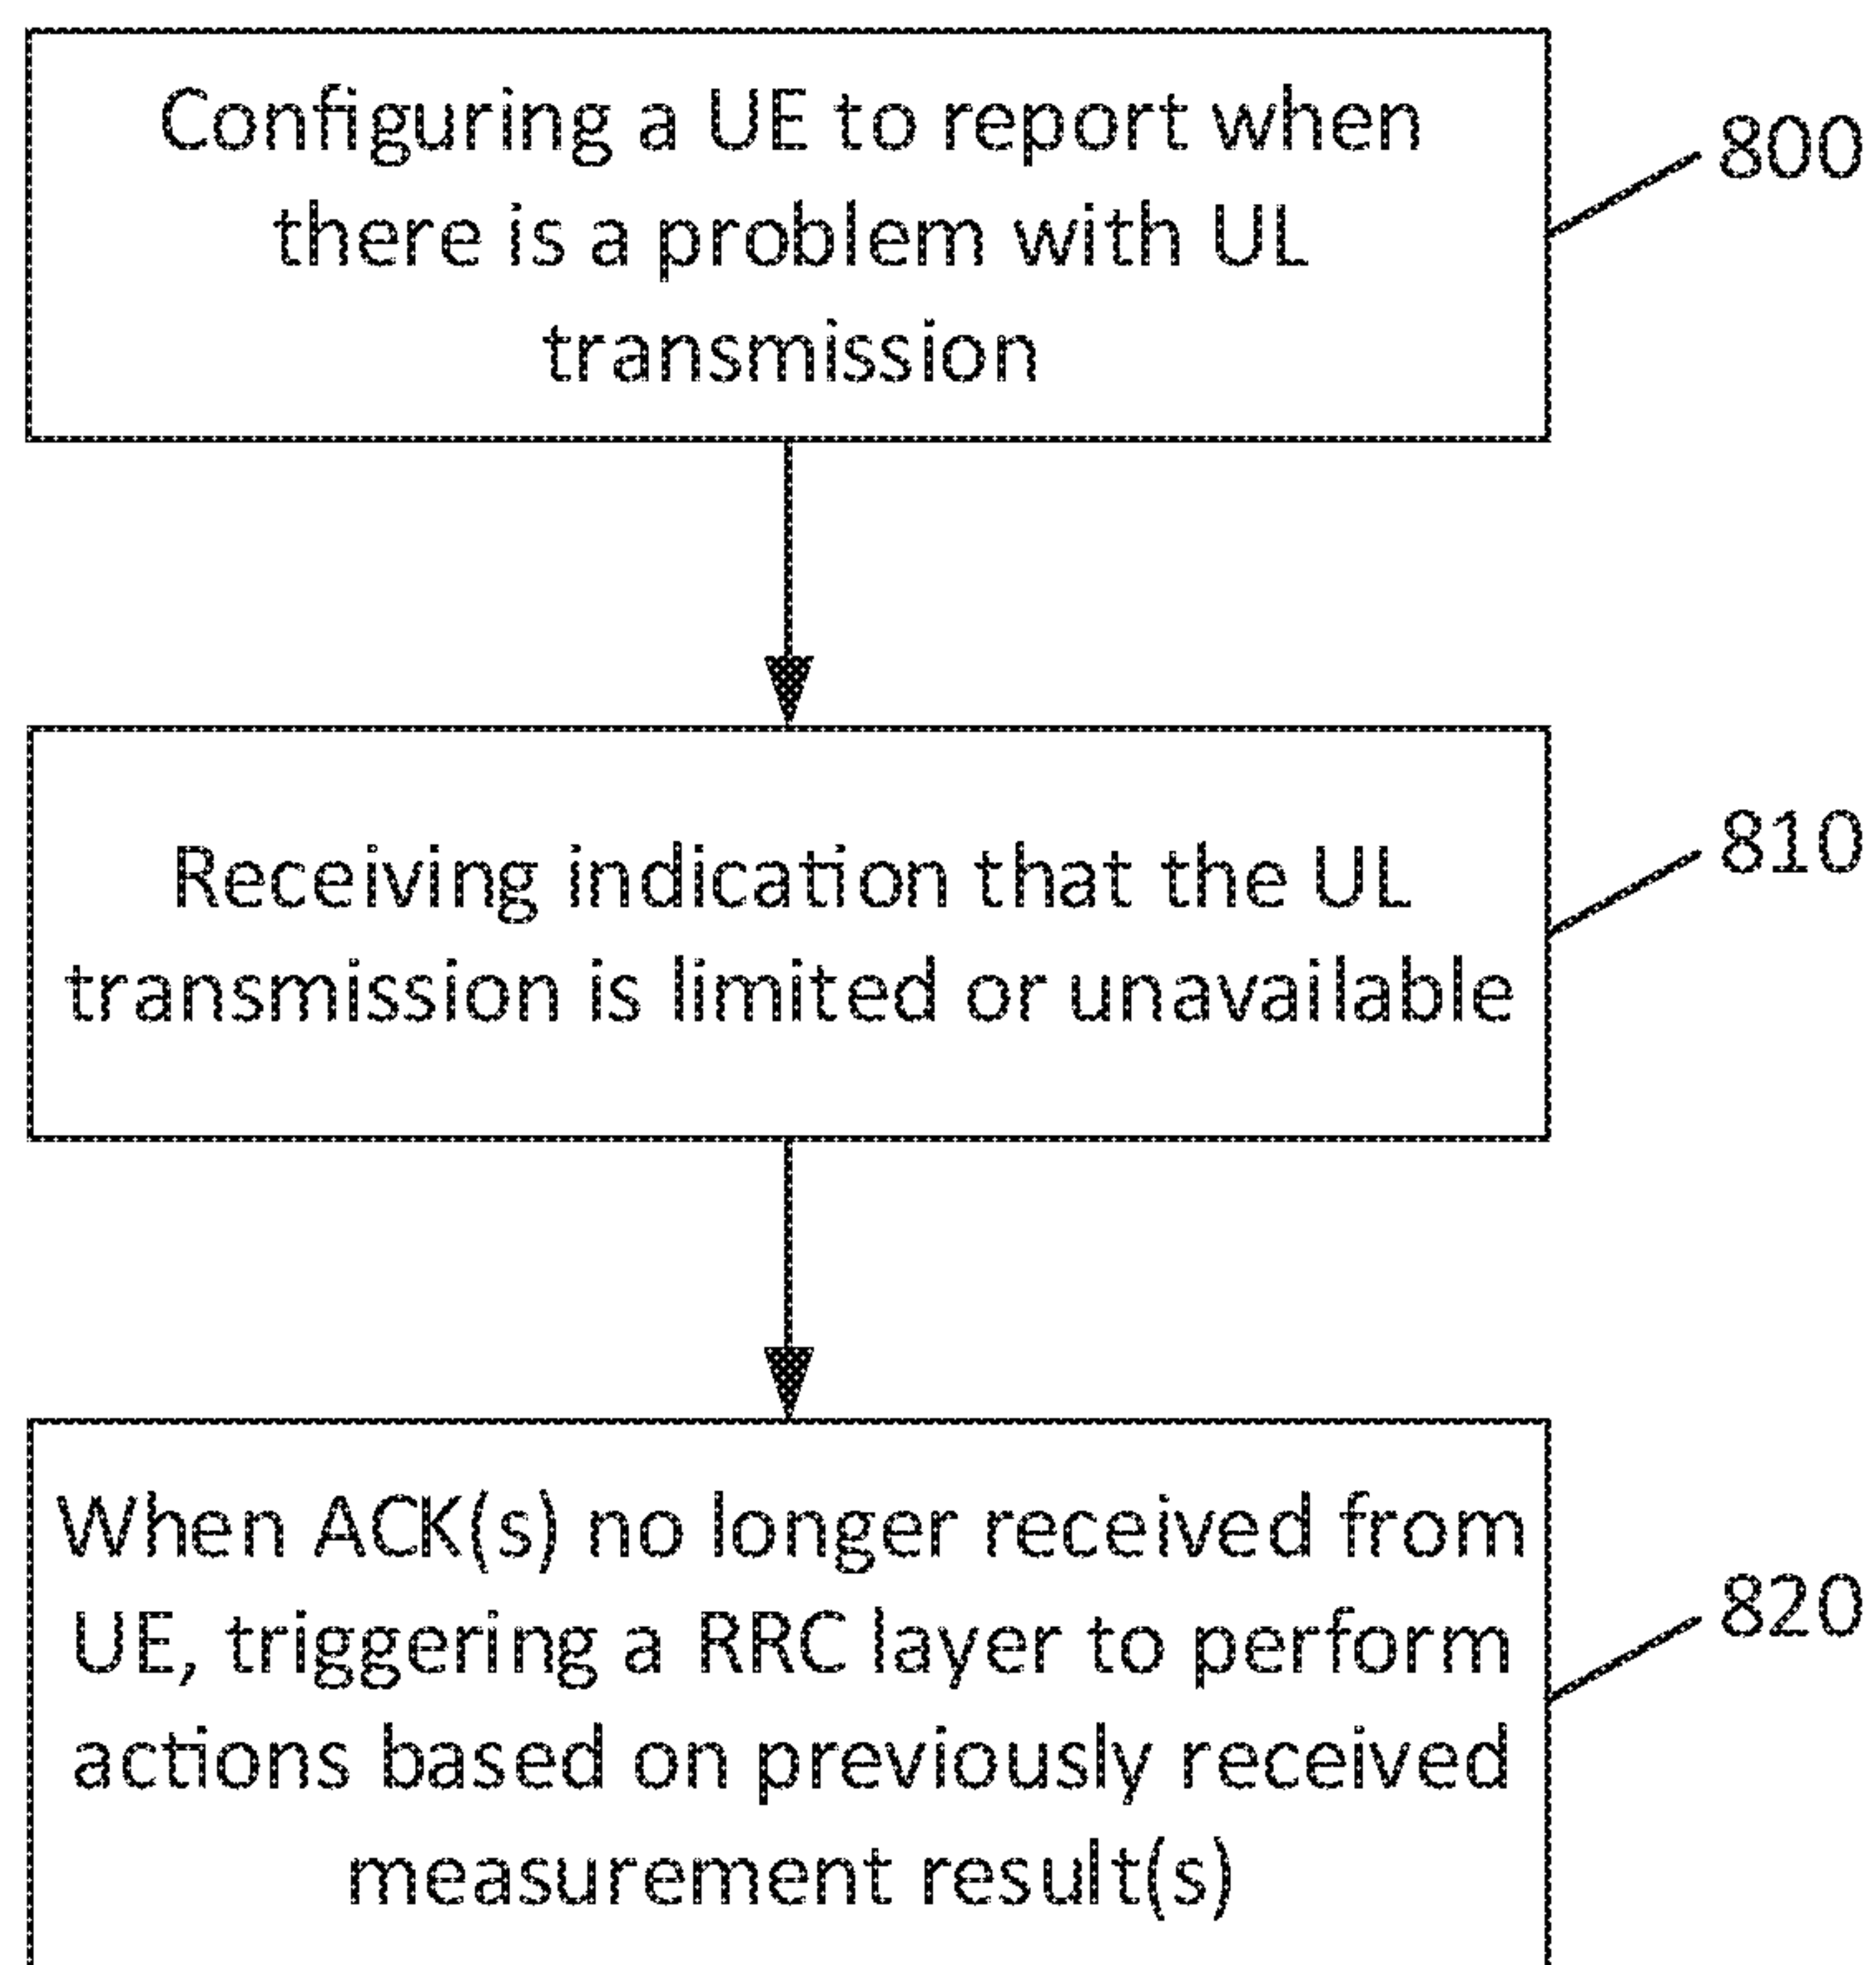 Configuring a UE to report when
there is a problem with UL
transmission
800
Receiving indication that the UL
transmission is limited or unavailable
810
When ACK(s) no longer received from
UE, triggering a RRC layer to perform
actions based on previously received
measurement result(s)
820